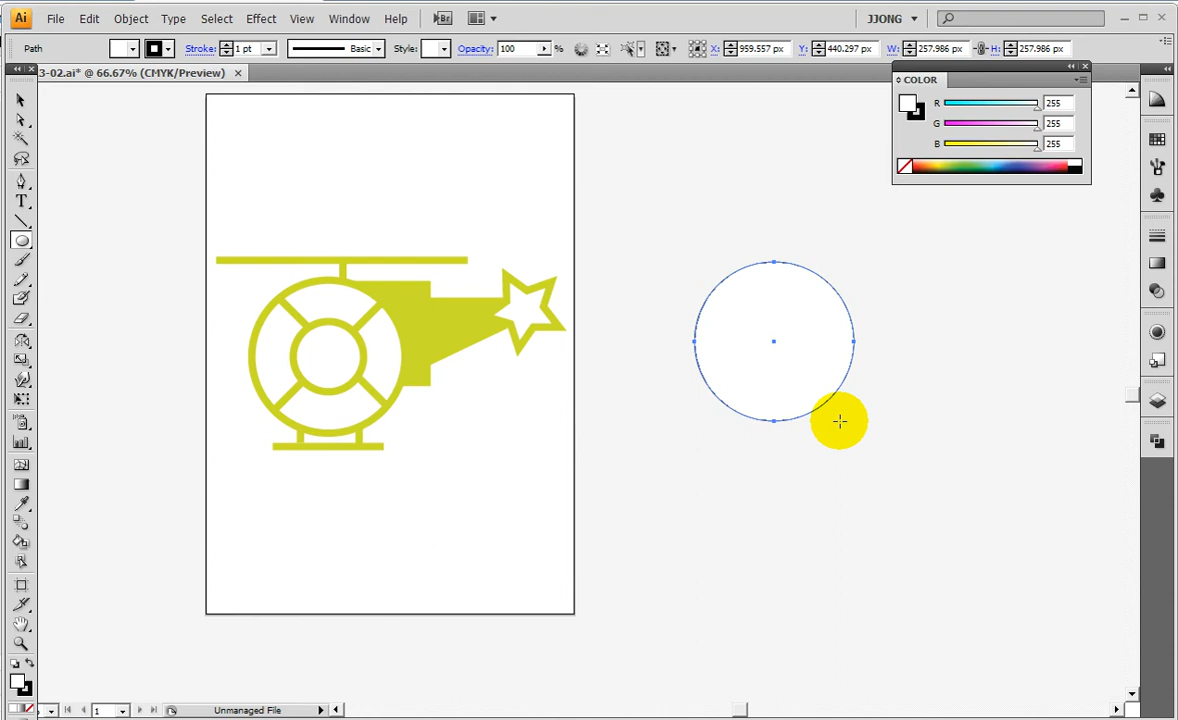 Ai File Edit Object Type Select Effect View Window Help Br JJONG
Path Stroke: 1 pt Basic Style: Opacity: 100 % X: 959.557 px Y: 440.297 px W: 257.986 px H: 257.986 px
3-02.ai* @ 66.67% (CMYK/Preview)
COLOR
R 255
G 255
B 255
1 Unmanaged File